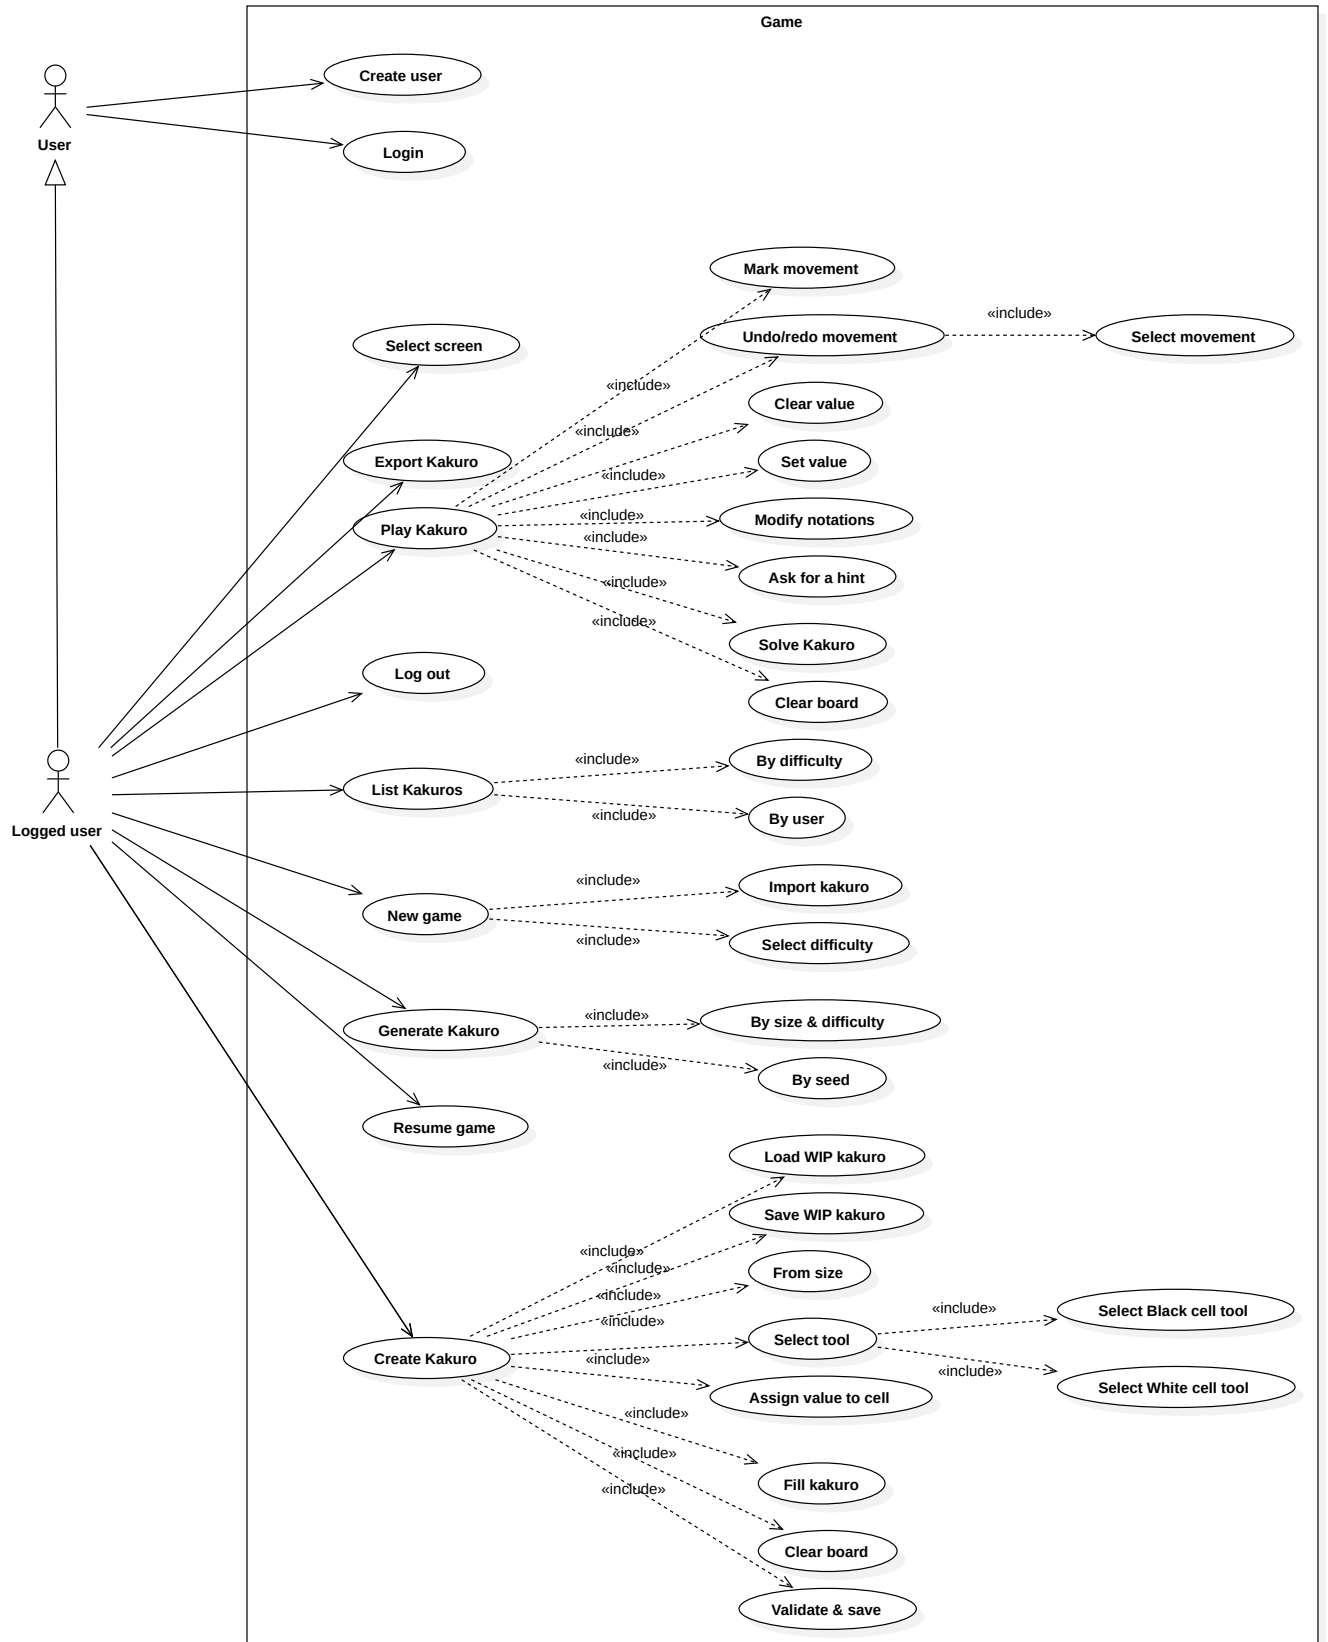 Game
Create user
User
Login
Mark movement
«include»
Undo/redo movement
Select movement
Select screen
«include»
Clear value
«include»
Export Kakuro
Set value
«include»
Play Kakuro
«include»
Modify notations
«include»
Ask for a hint
«include»
«include»
Solve Kakuro
Log out
Clear board
«include»
By difficulty
List Kakuros
«include»
By user
Logged user
«include»
Import kakuro
New game
«include»
Select difficulty
«include»
By size & difficulty
Generate Kakuro
«include»
By seed
Resume game
Load WIP kakuro
Save WIP kakuro
«include»
«include»
From size
«include»
«include»
«include»
Select Black cell tool
Select tool
Create Kakuro
«include»
«include»
Select White cell tool
Assign value to cell
«include»
«include»
Fill kakuro
«include»
Clear board
Validate & save